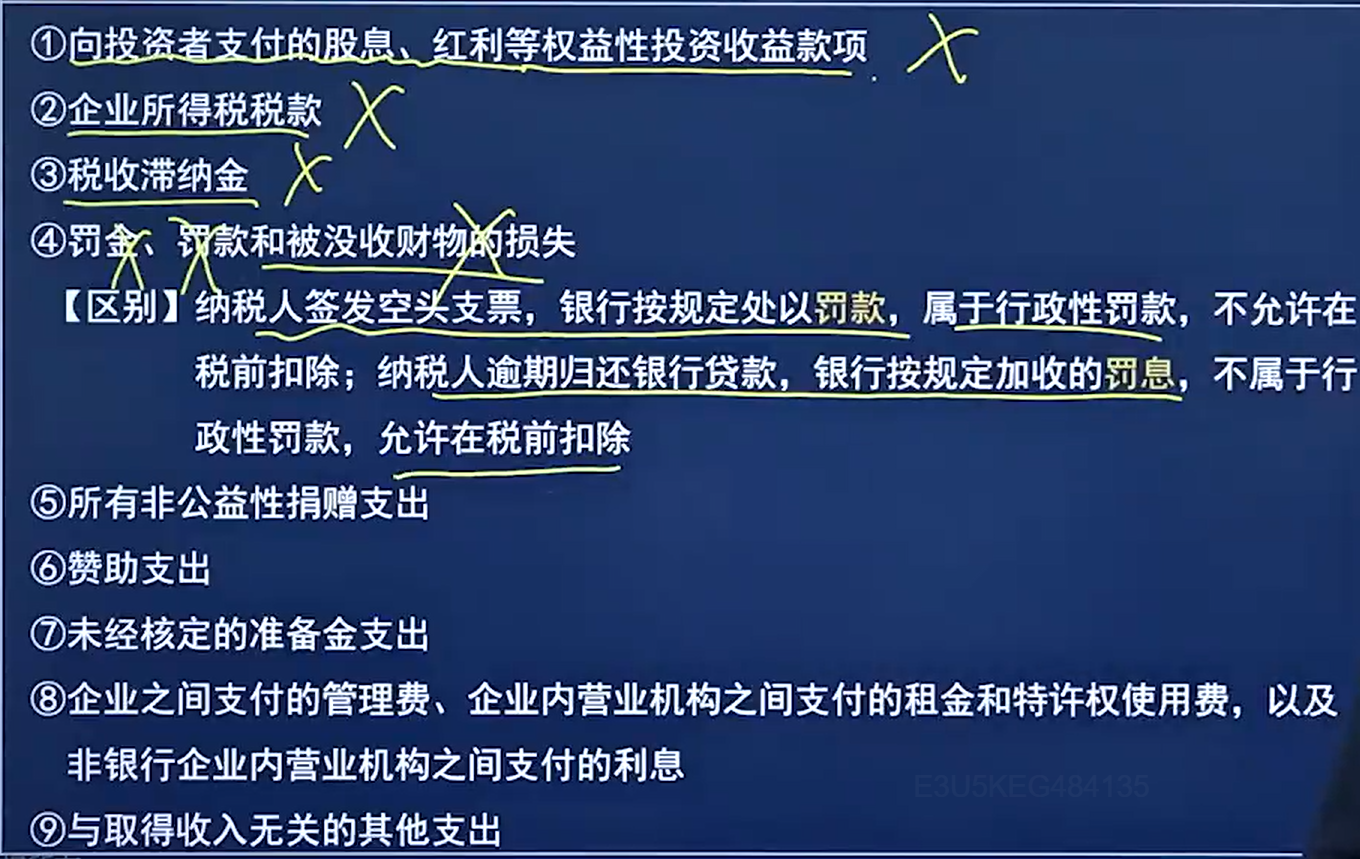 ①向投资者支付的股息、红利等权益性投资收益款项
②企业所得税税款
③税收滞纳金
④罚金、罚款和被没收财物的损失
【区别】纳税人签发空头支票，银行按规定处以罚款，属于行政性罚款，不允许在
税前扣除；纳税人逾期归还银行贷款，银行按规定加收的罚息，不属于行
政性罚款，允许在税前扣除
⑤所有非公益性捐赠支出
⑥赞助支出
⑦未经核定的准备金支出
⑧企业之间支付的管理费、企业内营业机构之间支付的租金和特许权使用费，以及
非银行企业内营业机构之间支付的利息
E3U5KEG484135
⑨与取得收入无关的其他支出